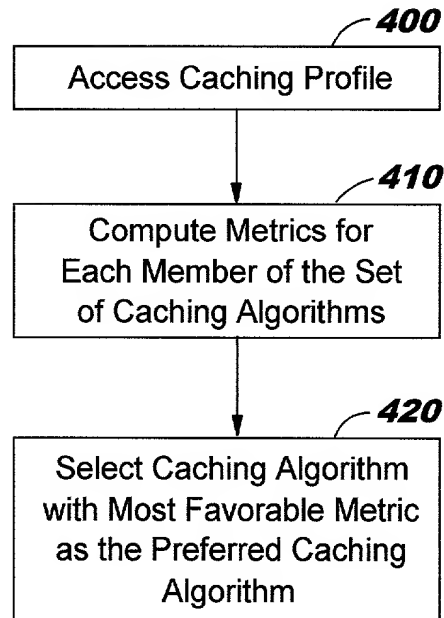 400
Access Caching Profile
410
Compute Metrics for
Each Member of the Set
of Caching Algorithms
420
Select Caching Algorithm
with Most Favorable Metric
as the Preferred Caching
Algorithm